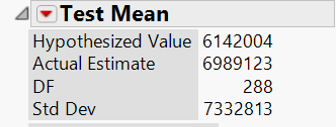 Test Mean
Hypothesized Value 6142004
Actual Estimate 6989123
DF 288
Std Dev 7332813